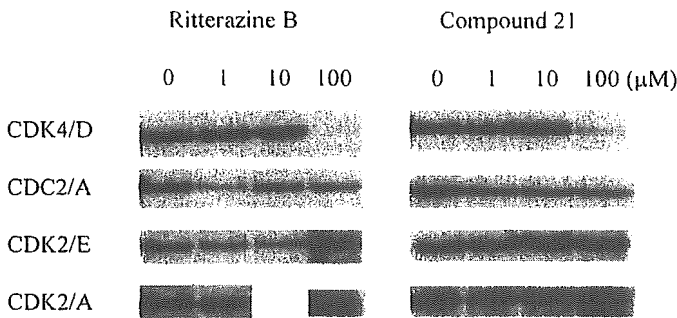 Ritterazine B Compound 21
0 1 10 100 0 1 10 100 (μM)
CDK4/D
CDC2/A
CDK2/E
CDK2/A